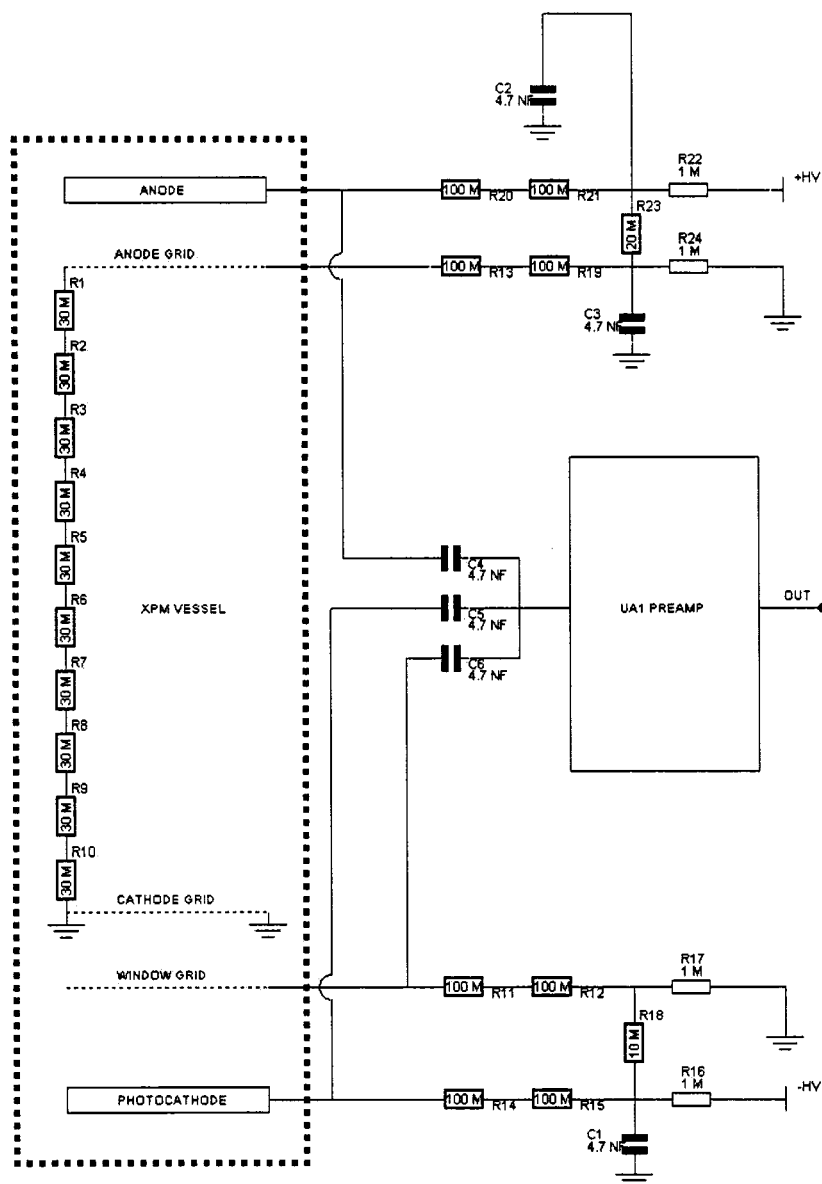 C2
4.7 NF
R22
1 M
+HV
ANODE
100 M
R20
100 M
R21
R23
20 M
R24
1 M
ANODE GRID
100 M
R13
100 M
R19
C3
4.7 NF
R1
30 M
R2
30 M
R3
30 M
R4
30 M
R5
30 M
R6
30 M
R7
30 M
R8
30 M
R9
30 M
R10
30 M
XPM VESSEL
C4
4.7 NF
C5
4.7 NF
C6
4.7 NF
UA1 PREAMP
OUT
CATHODE GRID
WINDOW GRID
100 M
R11
100 M
R12
R17
1 M
R18
10 M
R16
1 M
-HV
PHOTOCATHODE
100 M
R14
100 M
R15
C1
4.7 NF